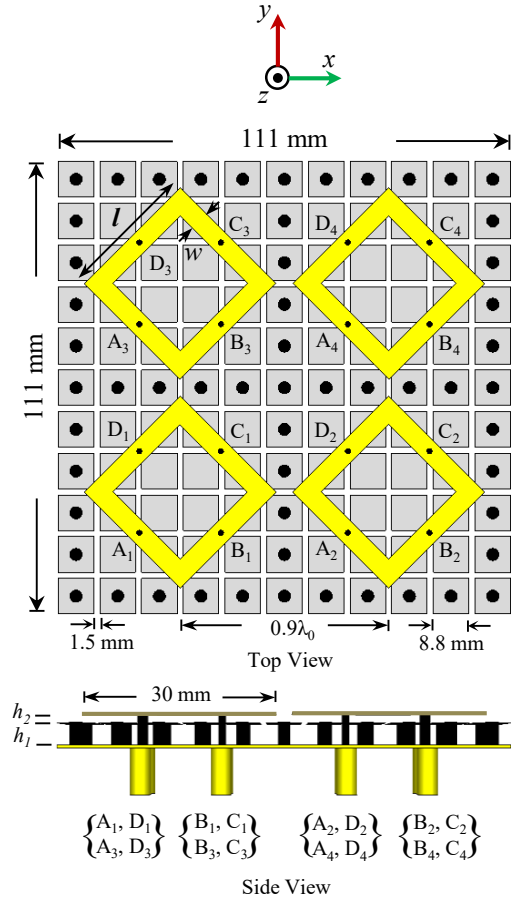 y
x
z
111 mm
111 mm
l
w
C₃
D₄
C₄
D₃
A₃
B₃
A₄
B₄
D₁
C₁
D₂
C₂
A₁
B₁
A₂
B₂
1.5 mm
0.9λ₀
8.8 mm
Top View
30 mm
h₂
h₁
{A₁, D₁} {B₁, C₁} {A₂, D₂} {B₂, C₂}
{A₃, D₃} {B₃, C₃} {A₄, D₄} {B₄, C₄}
Side View